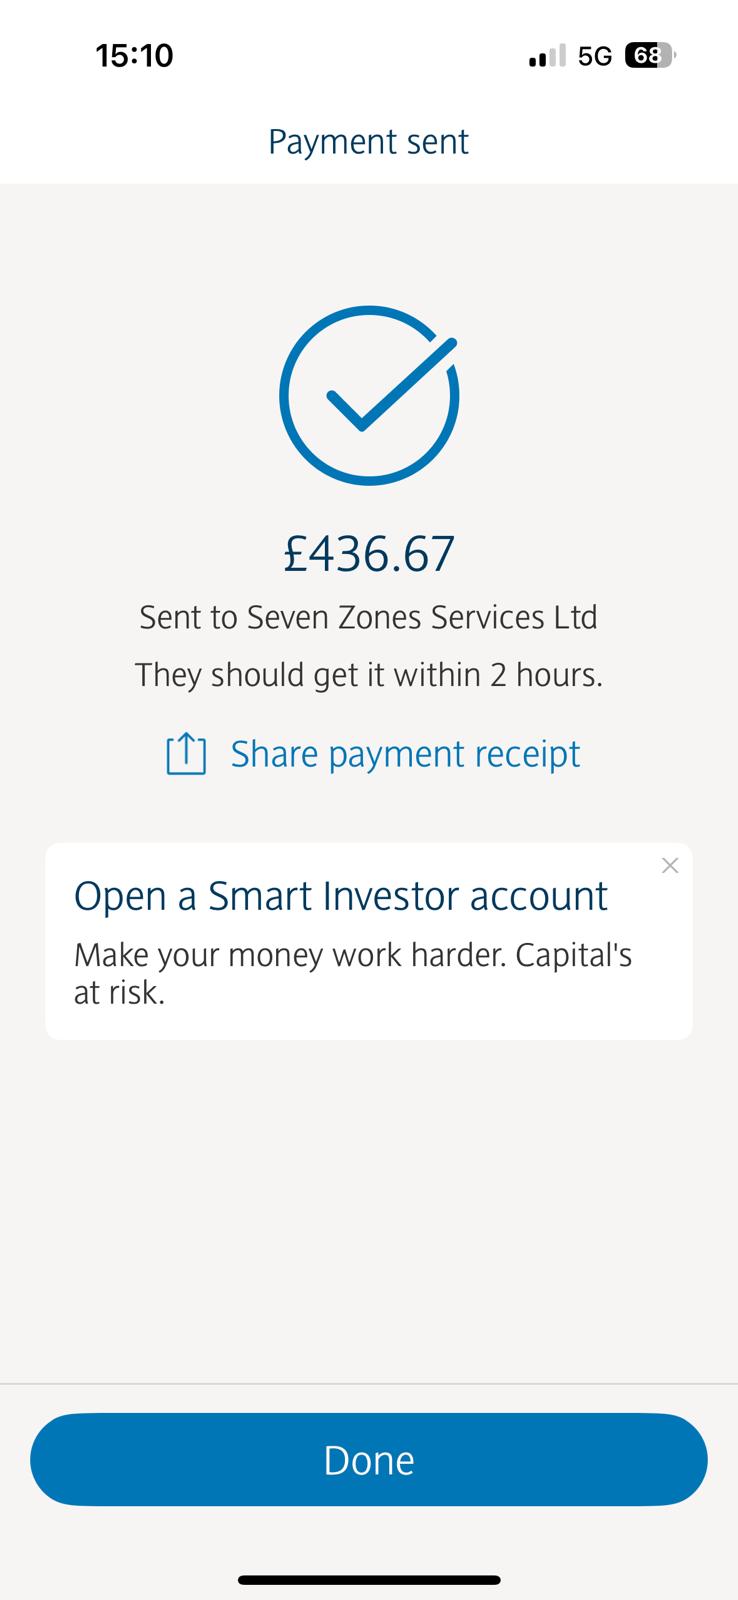 15:10
5G
68
Payment sent
£436.67
Sent to Seven Zones Services Ltd
They should get it within 2 hours.
Share payment receipt
Open a Smart Investor account
Make your money work harder. Capital's
at risk.
Done